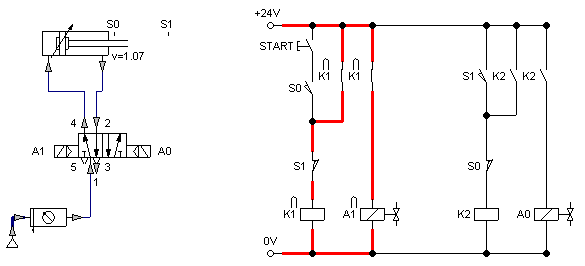 S0 S1
v=1.07
4 2
A1 A0
5 3
1
+24V
START K1 K1 S1 K2 K2
S0
S1 S0
K1 A1 K2 A0
0V